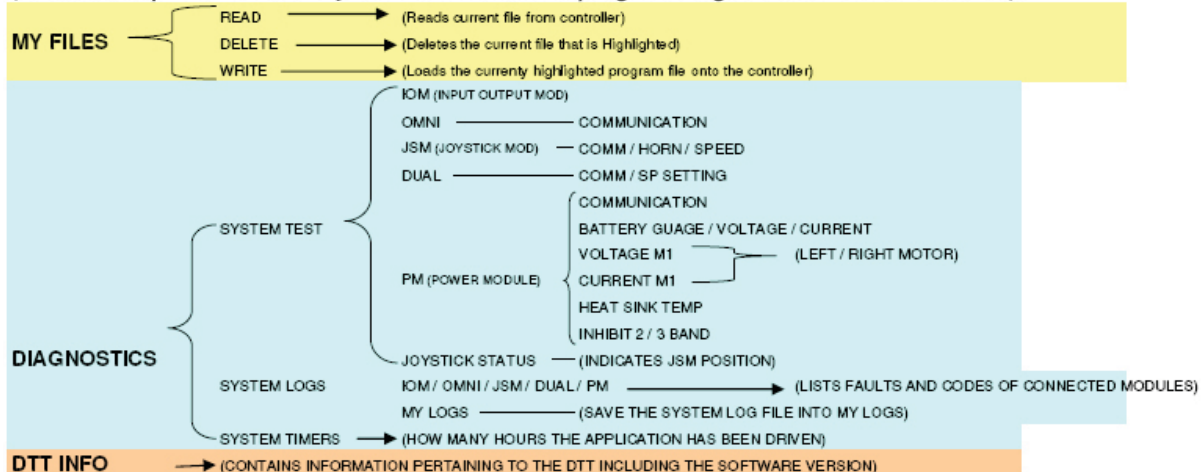 READ (Reads current file from controller)
MY FILES
DELETE (Deletes the current file that is Highlighted)
WRITE (Loads the currenty highlighted program file onto the controller)
IOM (INPUT OUTPUT MOD)
OMNI COMMUNICATION
JSM (JOYSTICK MOD) COMM / HORN / SPEED
DUAL COMM / SP SETTING
COMMUNICATION
SYSTEM TEST BATTERY GUAGE / VOLTAGE / CURRENT
VOLTAGE M1 (LEFT / RIGHT MOTOR)
PM (POWER MODULE) CURRENT M1
HEAT SINK TEMP
INHIBIT 2 / 3 BAND
DIAGNOSTICS
JOYSTICK STATUS (INDICATES JSM POSITION)
SYSTEM LOGS IOM / OMNI / JSM / DUAL / PM (LISTS FAULTS AND CODES OF CONNECTED MODULES)
MY LOGS (SAVE THE SYSTEM LOG FILE INTO MY LOGS)
SYSTEM TIMERS (HOW MANY HOURS THE APPLICATION HAS BEEN DRIVEN)
DTT INFO (CONTAINS INFORMATION PERTAINING TO THE DTT INCLUDING THE SOFTWARE VERSION)